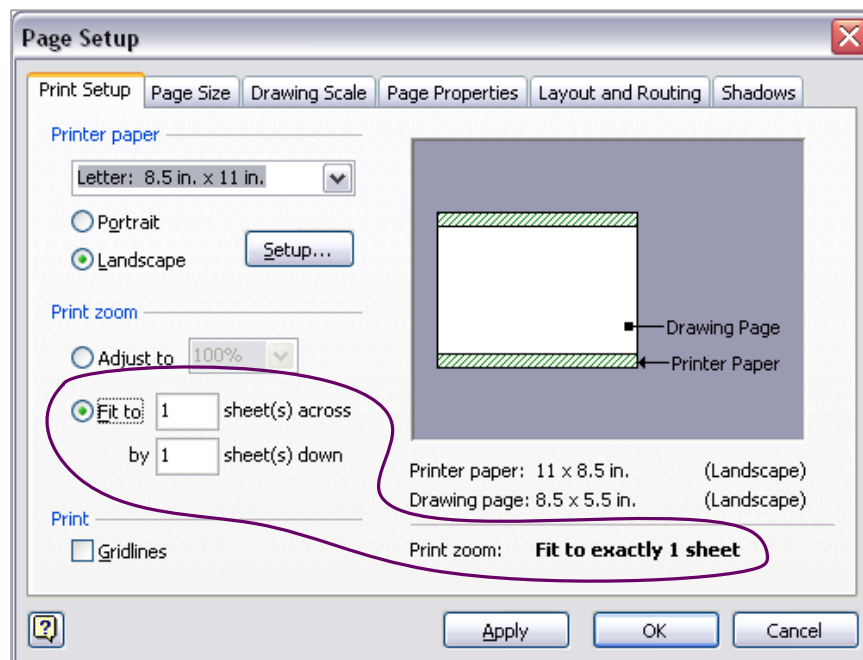 Page Setup
Print Setup Page Size Drawing Scale Page Properties Layout and Routing Shadows
Printer paper
Letter: 8.5 in. x 11 in.
Portrait
Landscape
Setup...
Print zoom
Adjust to 100%
Fit to 1 sheet(s) across
by 1 sheet(s) down
Print
Gridlines
Drawing Page
Printer Paper
Printer paper: 11 x 8.5 in. (Landscape)
Drawing page: 8.5 x 5.5 in. (Landscape)
Print zoom: Fit to exactly 1 sheet
? Apply OK Cancel